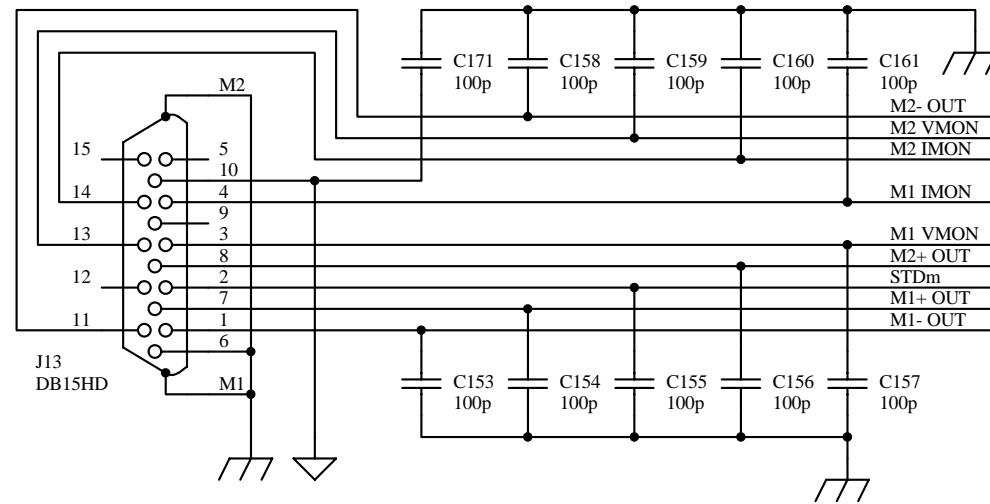 C171
100p
C158
100p
C159
100p
C160
100p
C161
100p
M2
M2- OUT
M2 VMON
M2 IMON
15
5
10
14
4
M1 IMON
9
13
3
M1 VMON
8
M2+ OUT
12
2
STDm
7
M1+ OUT
11
1
M1- OUT
6
J13
DB15HD
M1
C153
100p
C154
100p
C155
100p
C156
100p
C157
100p